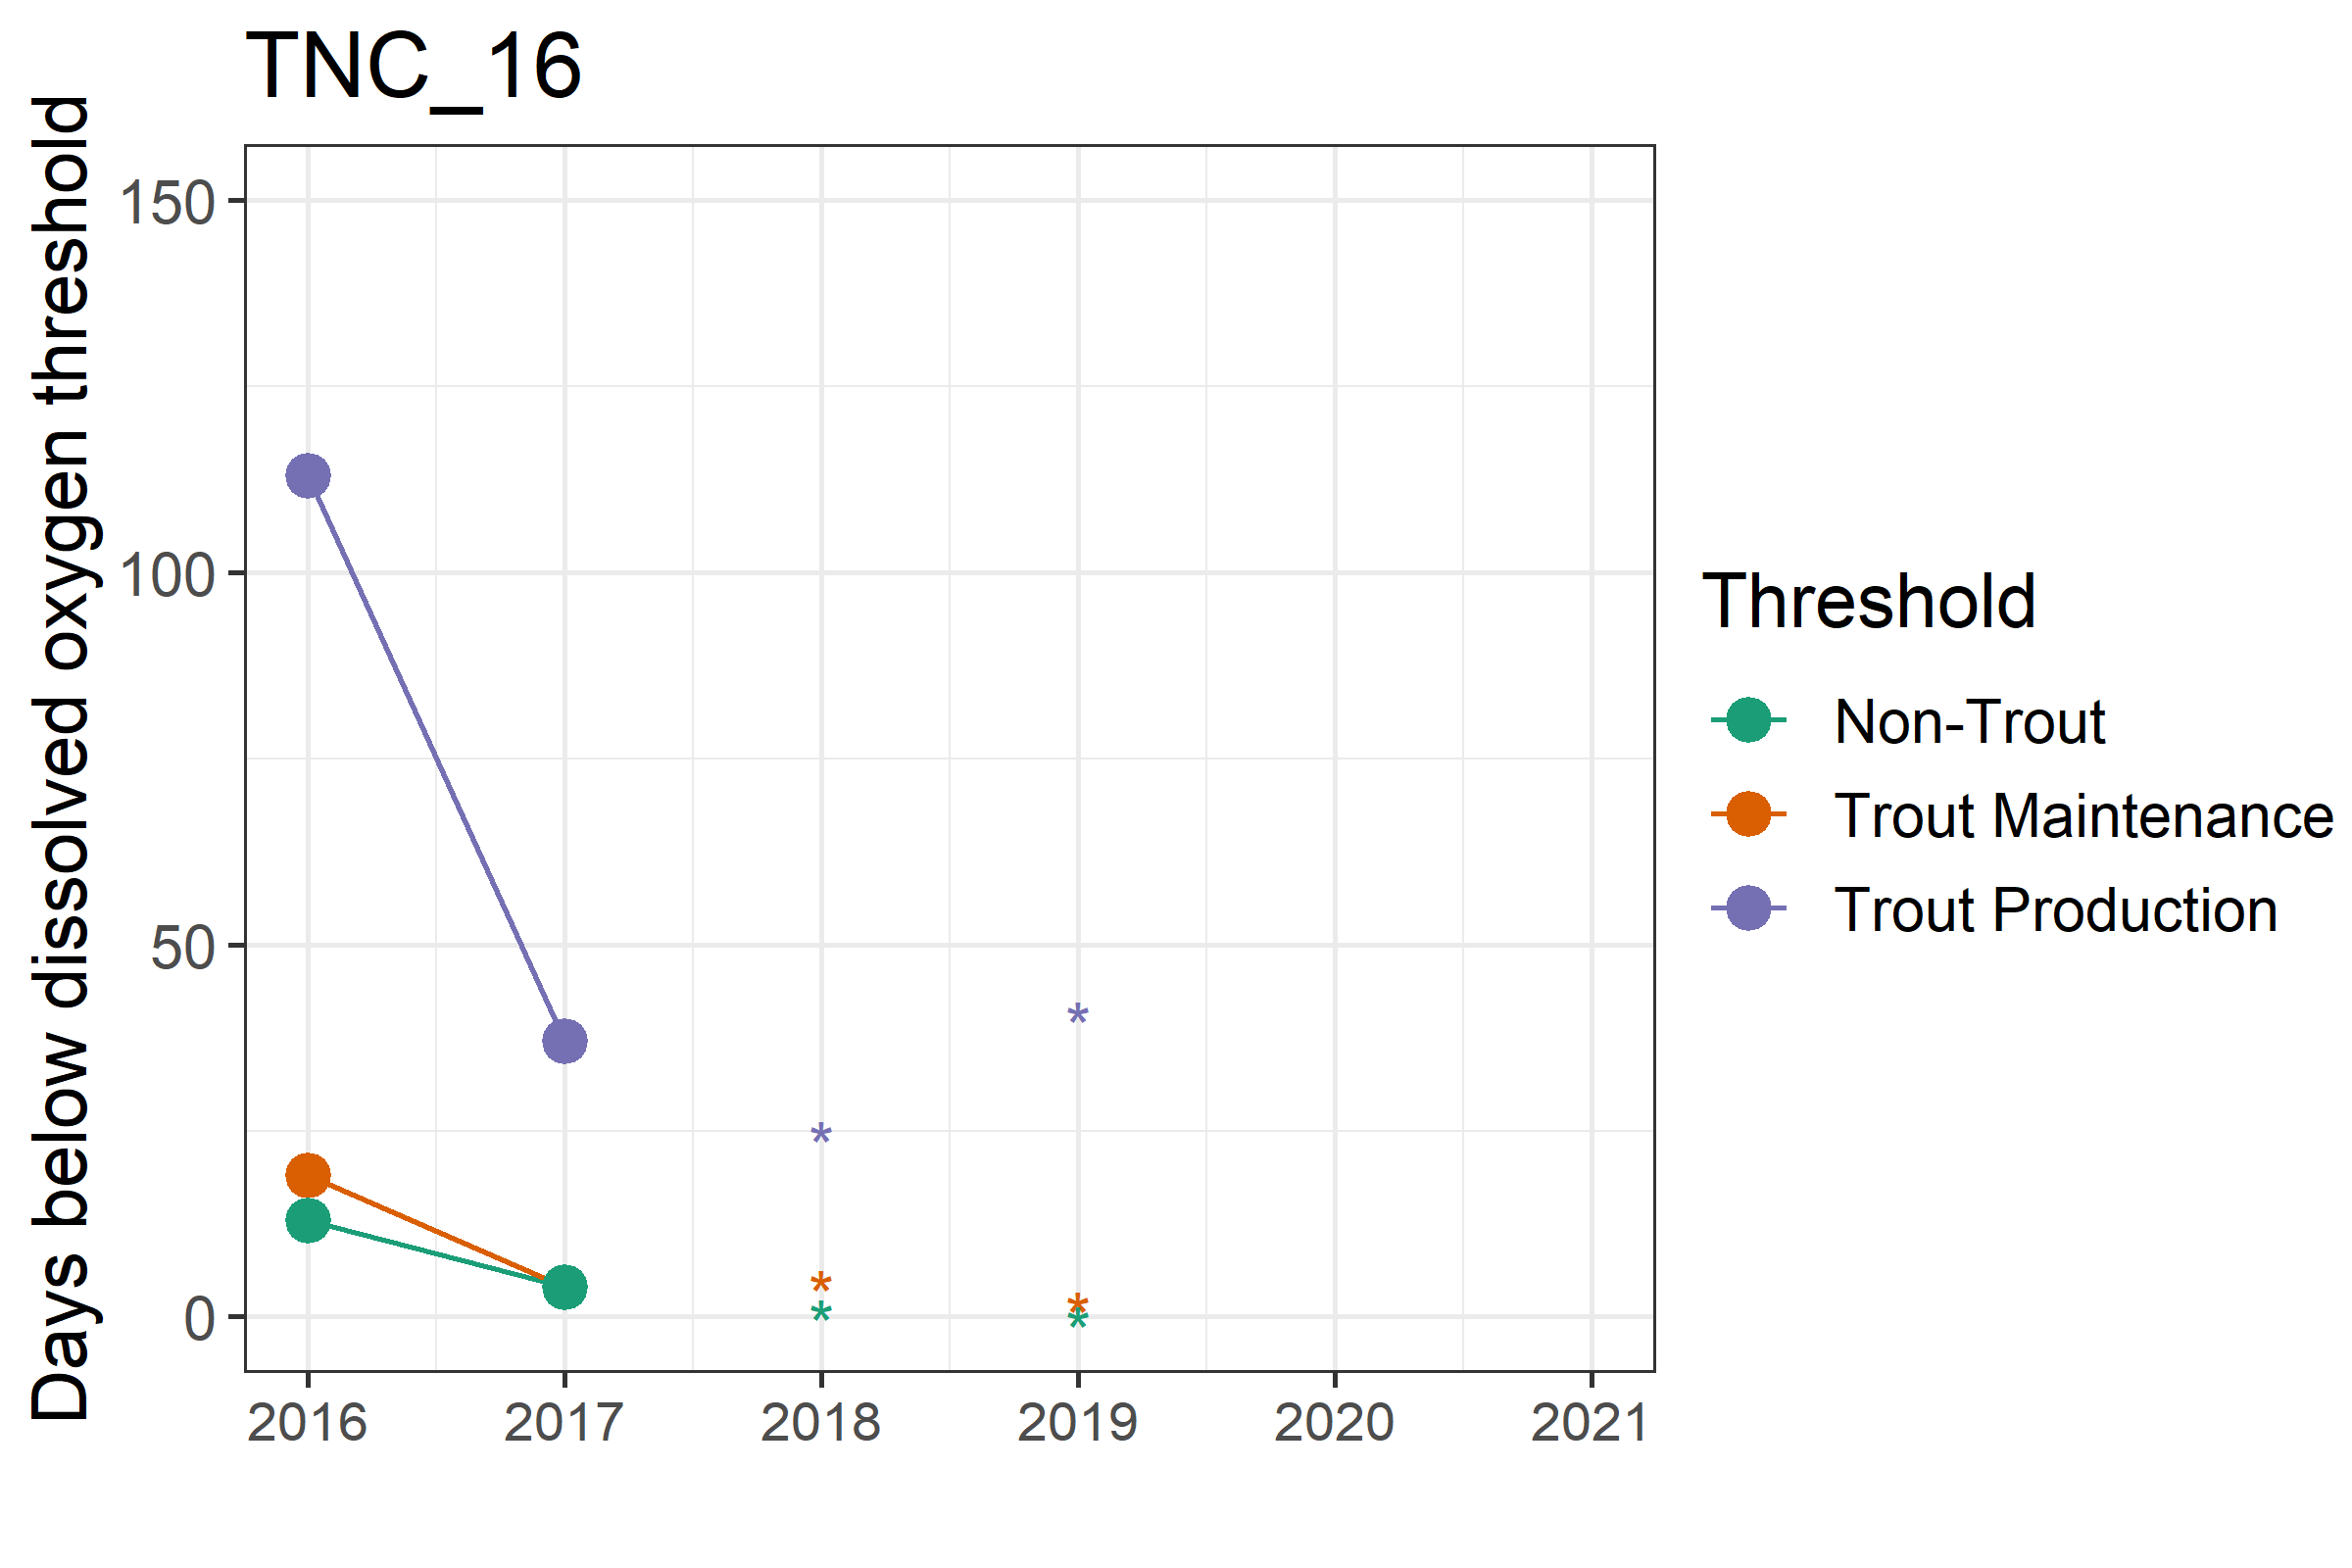 TNC_16
Days below dissolved oxygen threshold
150
100
50
0
2016 2017 2018 2019 2020 2021
Threshold
Non-Trout
Trout Maintenance
Trout Production
*
*
*
*
*
*